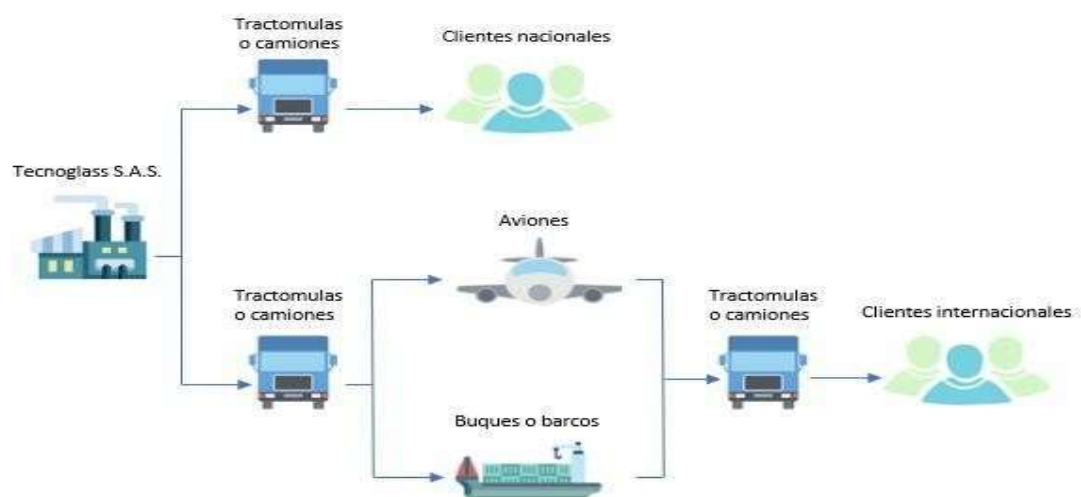 Tractomulas
o camiones
Clientes nacionales
Tecnoglass S.A.S.
Aviones
Tractomulas
o camiones
Tractomulas
o camiones
Clientes internacionales
Buques o barcos